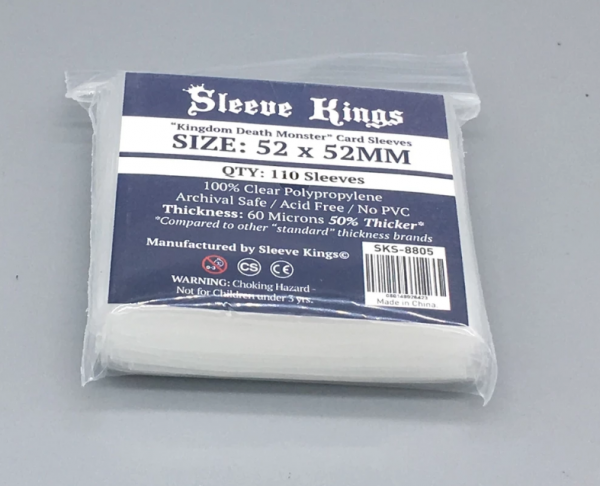 Sleeve Kings
"Kingdom Death Monster" Card Sleeves
SIZE: 52 x 52MM
QTY: 110 Sleeves
100% Clear Polypropylene
Archival Safe / Acid Free / No PVC
Thickness: 60 Microns 50% Thicker*
*Compared to other "standard" thickness brands
Manufactured by Sleeve Kings©
SKS-8805
CS CE
WARNING: Choking Hazard -
Not for Children under 3 yrs.
Made in China